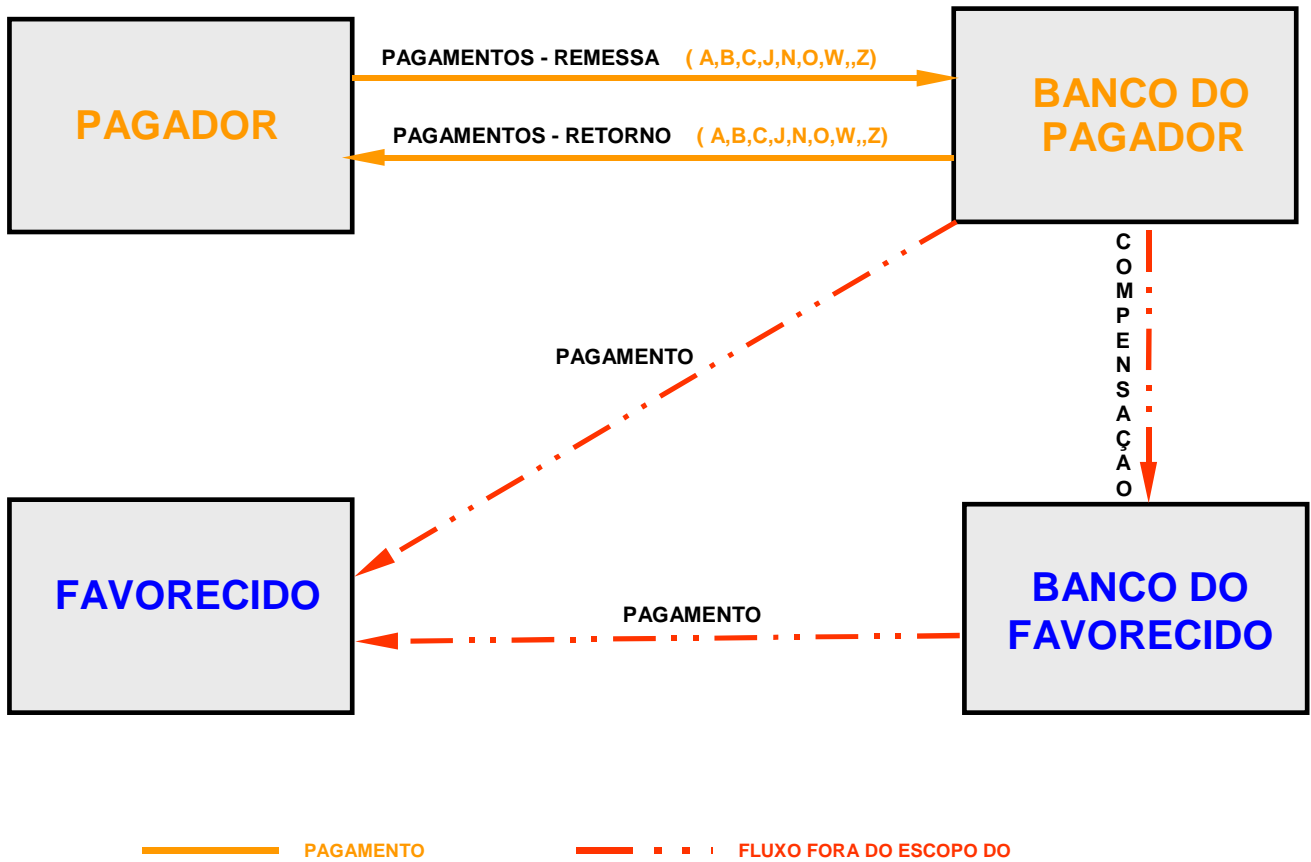 PAGAMENTOS - REMESSA ( A,B,C,J,N,O,W,,Z)
PAGADOR
BANCO DO
PAGADOR
PAGAMENTOS - RETORNO ( A,B,C,J,N,O,W,,Z)
COMPENSAÇAO
PAGAMENTO
FAVORECIDO
PAGAMENTO
BANCO DO
FAVORECIDO
PAGAMENTO
FLUXO FORA DO ESCOPO DO